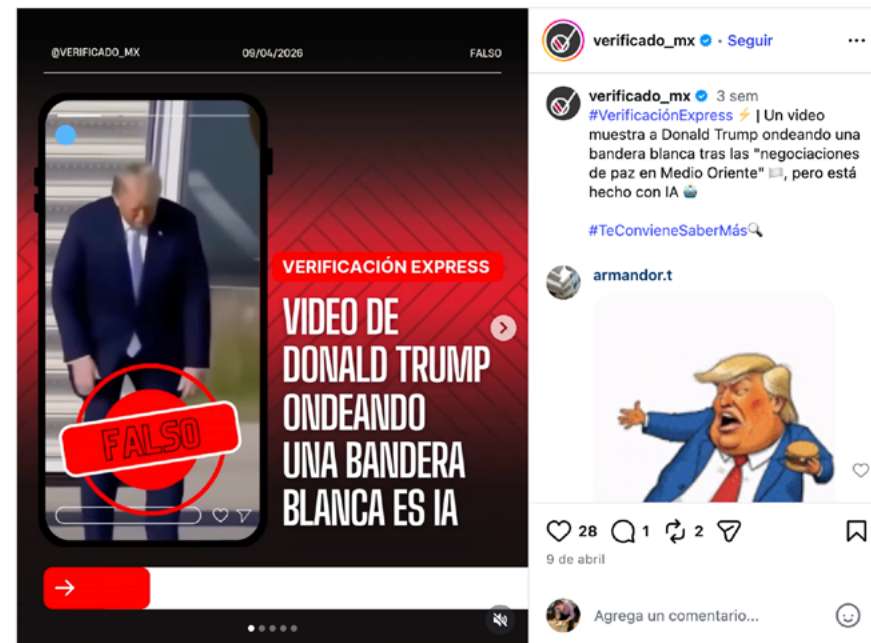 @VERIFICADO_MX
09/04/2026
FALSO
FALSO
VERIFICACIÓN EXPRESS
VIDEO DE
DONALD TRUMP
ONDEANDO
UNA BANDERA
BLANCA ES IA
verificado_mx · Seguir
verificado_mx 3 sem
#VerificaciónExpress ⚡ | Un video
muestra a Donald Trump ondeando una
bandera blanca tras las "negociaciones
de paz en Medio Oriente" 🏳️, pero está
hecho con IA 🤖
#TeConvieneSaberMás🔍
armandor.t
28 1 2
9 de abril
Agrega un comentario...